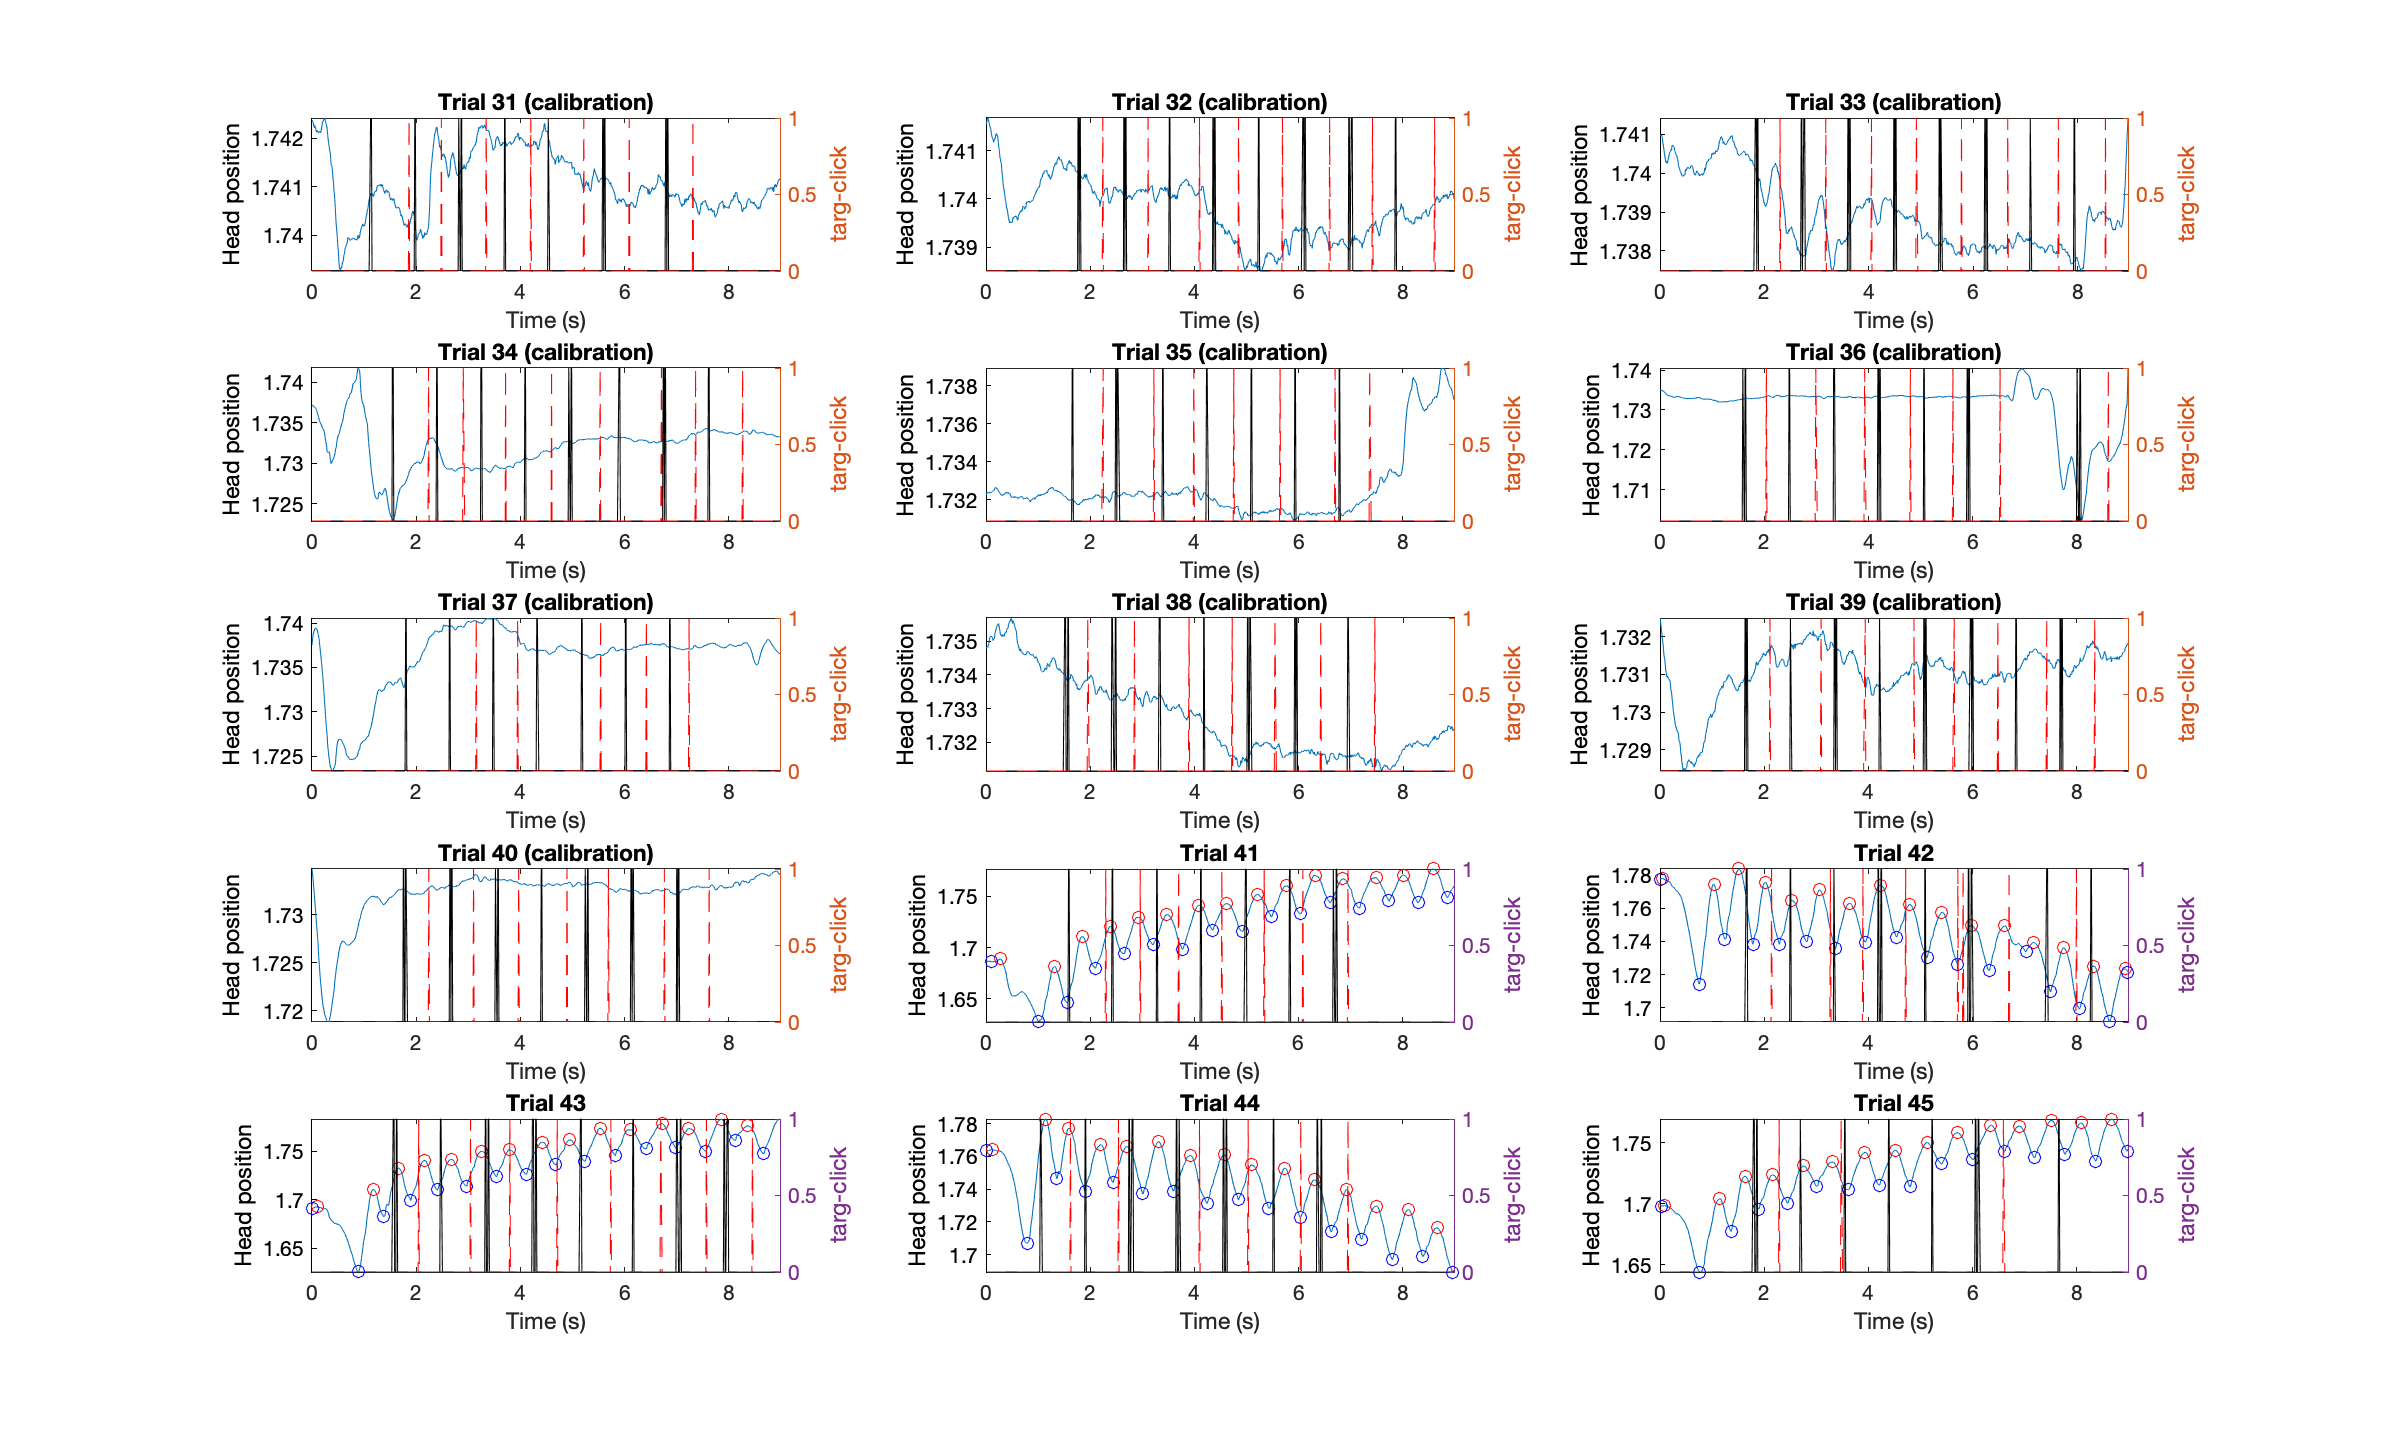 Trial 31 (calibration)
Head position
1.742
1.741
1.74
0 2 4 6 8
Time (s)
targ-click
1
0.5
0
Trial 32 (calibration)
Head position
1.741
1.74
1.739
0 2 4 6 8
Time (s)
targ-click
1
0.5
0
Trial 33 (calibration)
Head position
1.741
1.74
1.739
1.738
0 2 4 6 8
Time (s)
targ-click
1
0.5
0
Trial 34 (calibration)
Head position
1.74
1.735
1.73
1.725
0 2 4 6 8
Time (s)
targ-click
1
0.5
0
Trial 35 (calibration)
Head position
1.738
1.736
1.734
1.732
0 2 4 6 8
Time (s)
targ-click
1
0.5
0
Trial 36 (calibration)
Head position
1.74
1.73
1.72
1.71
0 2 4 6 8
Time (s)
targ-click
1
0.5
0
Trial 37 (calibration)
Head position
1.74
1.735
1.73
1.725
0 2 4 6 8
Time (s)
targ-click
1
0.5
0
Trial 38 (calibration)
Head position
1.735
1.734
1.733
1.732
0 2 4 6 8
Time (s)
targ-click
1
0.5
0
Trial 39 (calibration)
Head position
1.732
1.731
1.73
1.729
0 2 4 6 8
Time (s)
targ-click
1
0.5
0
Trial 40 (calibration)
Head position
1.73
1.725
1.72
0 2 4 6 8
Time (s)
targ-click
1
0.5
0
Trial 41
Head position
1.75
1.7
1.65
0 2 4 6 8
Time (s)
targ-click
1
0.5
0
Trial 42
Head position
1.78
1.76
1.74
1.72
1.7
0 2 4 6 8
Time (s)
targ-click
1
0.5
0
Trial 43
Head position
1.75
1.7
1.65
0 2 4 6 8
Time (s)
targ-click
1
0.5
0
Trial 44
Head position
1.78
1.76
1.74
1.72
1.7
0 2 4 6 8
Time (s)
targ-click
1
0.5
0
Trial 45
Head position
1.75
1.7
1.65
0 2 4 6 8
Time (s)
targ-click
1
0.5
0